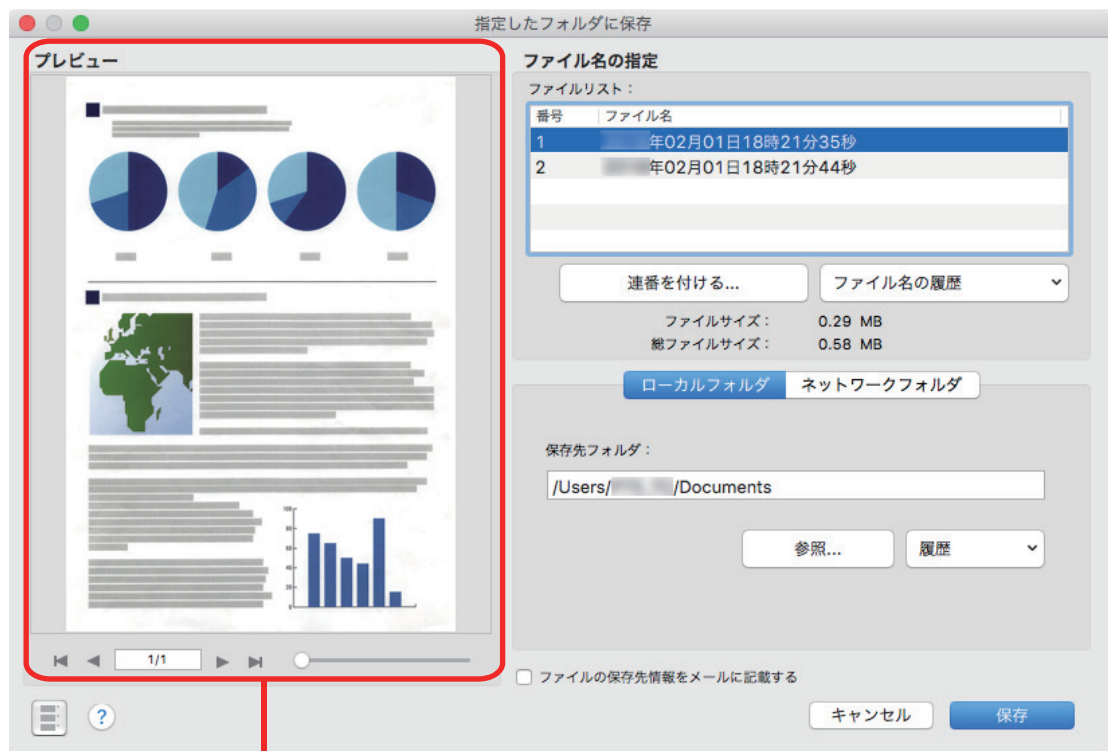 指定したフォルダに保存
プレビュー
ファイル名の指定
ファイルリスト：
番号 ファイル名
1 年02月01日18時21分35秒
2 年02月01日18時21分44秒
連番を付ける... ファイル名の履歴
ファイルサイズ： 0.29 MB
総ファイルサイズ： 0.58 MB
ローカルフォルダ ネットワークフォルダ
保存先フォルダ：
/Users/ /Documents
参照... 履歴
100
80
60
40
20
0
1/1
ファイルの保存先情報をメールに記載する
?
キャンセル 保存